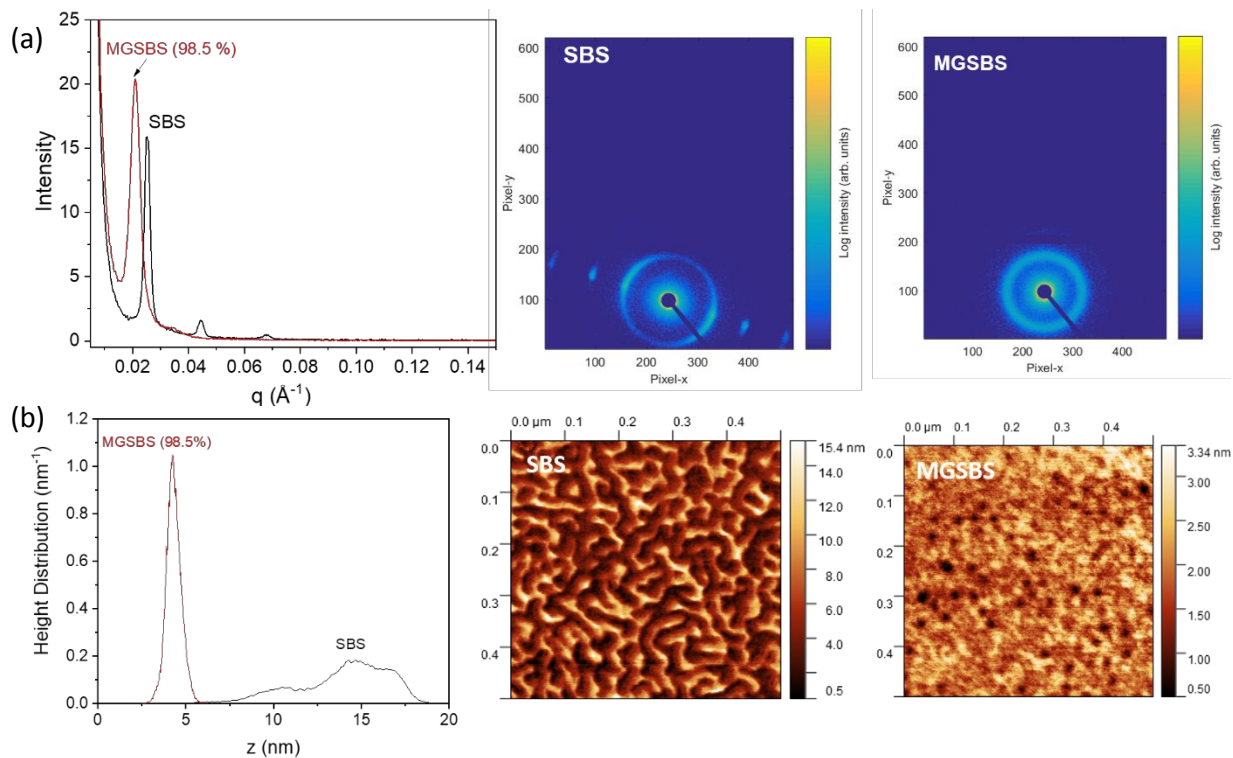 (a)
25
20
15
10
5
0
Intensity
MGSBS (98.5 %)
SBS
0.02 0.04 0.06 0.08 0.10 0.12 0.14
q (Å⁻¹)
600
500
400
300
200
100
Pixel-y
SBS
100 200 300 400
Pixel-x
Log intensity (arb. units)
600
500
400
300
200
100
Pixel-y
MGSBS
100 200 300 400
Pixel-x
Log intensity (arb. units)
(b)
1.2
1.0
0.8
0.6
0.4
0.2
0.0
Height Distribution (nm⁻¹)
MGSBS (98.5%)
SBS
0 5 10 15 20
z (nm)
0.0 µm 0.1 0.2 0.3 0.4
0.0
0.1
0.2
0.3
0.4
SBS
15.4 nm
14.0
12.0
10.0
8.0
6.0
4.0
0.5
0.0 µm 0.1 0.2 0.3 0.4
0.0
0.1
0.2
0.3
0.4
MGSBS
3.34 nm
3.00
2.50
2.00
1.50
1.00
0.50